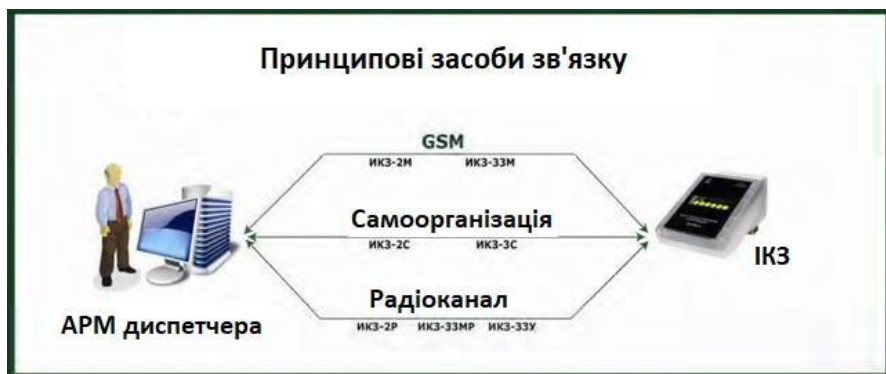 Принципові засоби зв'язку
GSM
ИКЗ-2М ИКЗ-33М
Самоорганізація
ИКЗ-2С ИКЗ-3С
ІКЗ
Радіоканал
АРМ диспетчера
ИКЗ-2Р ИКЗ-33МР ИКЗ-33У